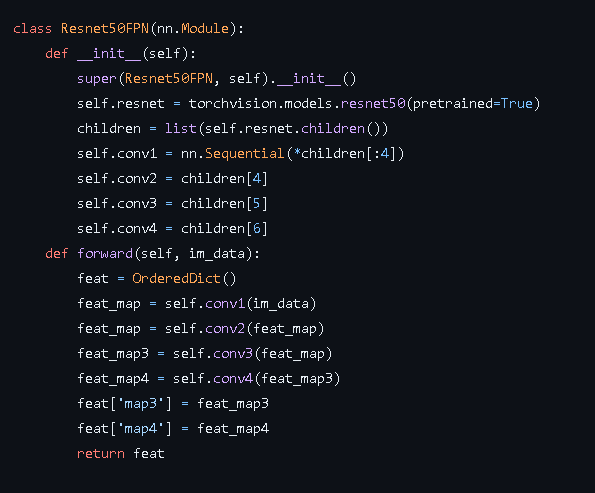 class Resnet50FPN(nn.Module):
    def __init__(self):
        super(Resnet50FPN, self).__init__()
        self.resnet = torchvision.models.resnet50(pretrained=True)
        children = list(self.resnet.children())
        self.conv1 = nn.Sequential(*children[:4])
        self.conv2 = children[4]
        self.conv3 = children[5]
        self.conv4 = children[6]
    def forward(self, im_data):
        feat = OrderedDict()
        feat_map = self.conv1(im_data)
        feat_map = self.conv2(feat_map)
        feat_map3 = self.conv3(feat_map)
        feat_map4 = self.conv4(feat_map3)
        feat['map3'] = feat_map3
        feat['map4'] = feat_map4
        return feat